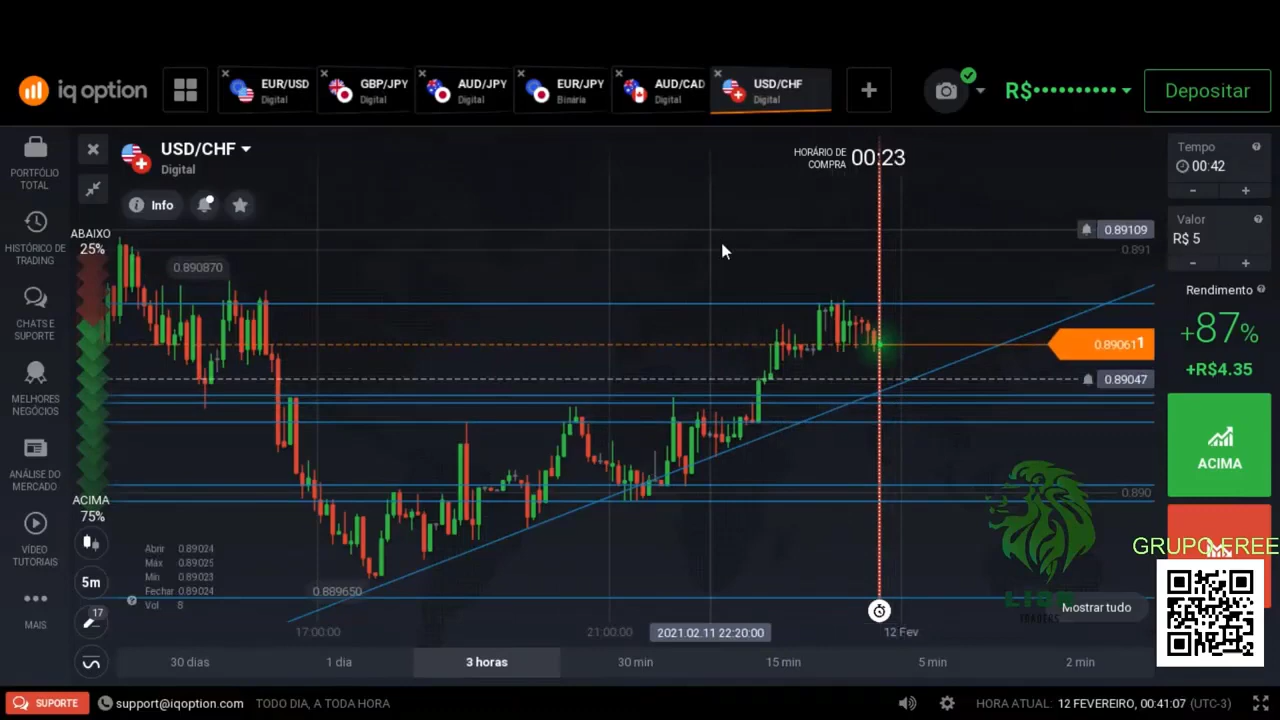 iq option
EUR/USD
Digital
GBP/JPY
Digital
AUD/JPY
Digital
EUR/JPY
Binária
AUD/CAD
Digital
USD/CHF
Digital
+
R$••••••••••
Depositar
PORTFÓLIO
TOTAL
HISTÓRICO DE
TRADING
CHATS E
SUPORTE
MELHORES
NEGÓCIOS
ANÁLISE DO
MERCADO
VÍDEO
TUTORIAIS
MAIS
USD/CHF
Digital
Info
ABAIXO
25%
ACIMA
75%
5m
17
HORÁRIO DE
COMPRA
00:23
0.890870
0.889650
0.89109
0.891
0.890611
0.89047
0.890
Abrir 0.89024
Máx 0.89025
Min 0.89023
Fechar 0.89024
Vol 8
17:00:00
21:00:00
2021.02.11 22:20:00
12 Fev
30 dias
1 dia
3 horas
30 min
15 min
5 min
2 min
Tempo
00:42
- +
Valor
R$ 5
- +
Rendimento
+87%
+R$4.35
ACIMA
GRUPO FREE
LION
TRADERS
Mostrar tudo
SUPORTE
support@iqoption.com
TODO DIA, A TODA HORA
HORA ATUAL: 12 FEVEREIRO, 00:41:07 (UTC-3)